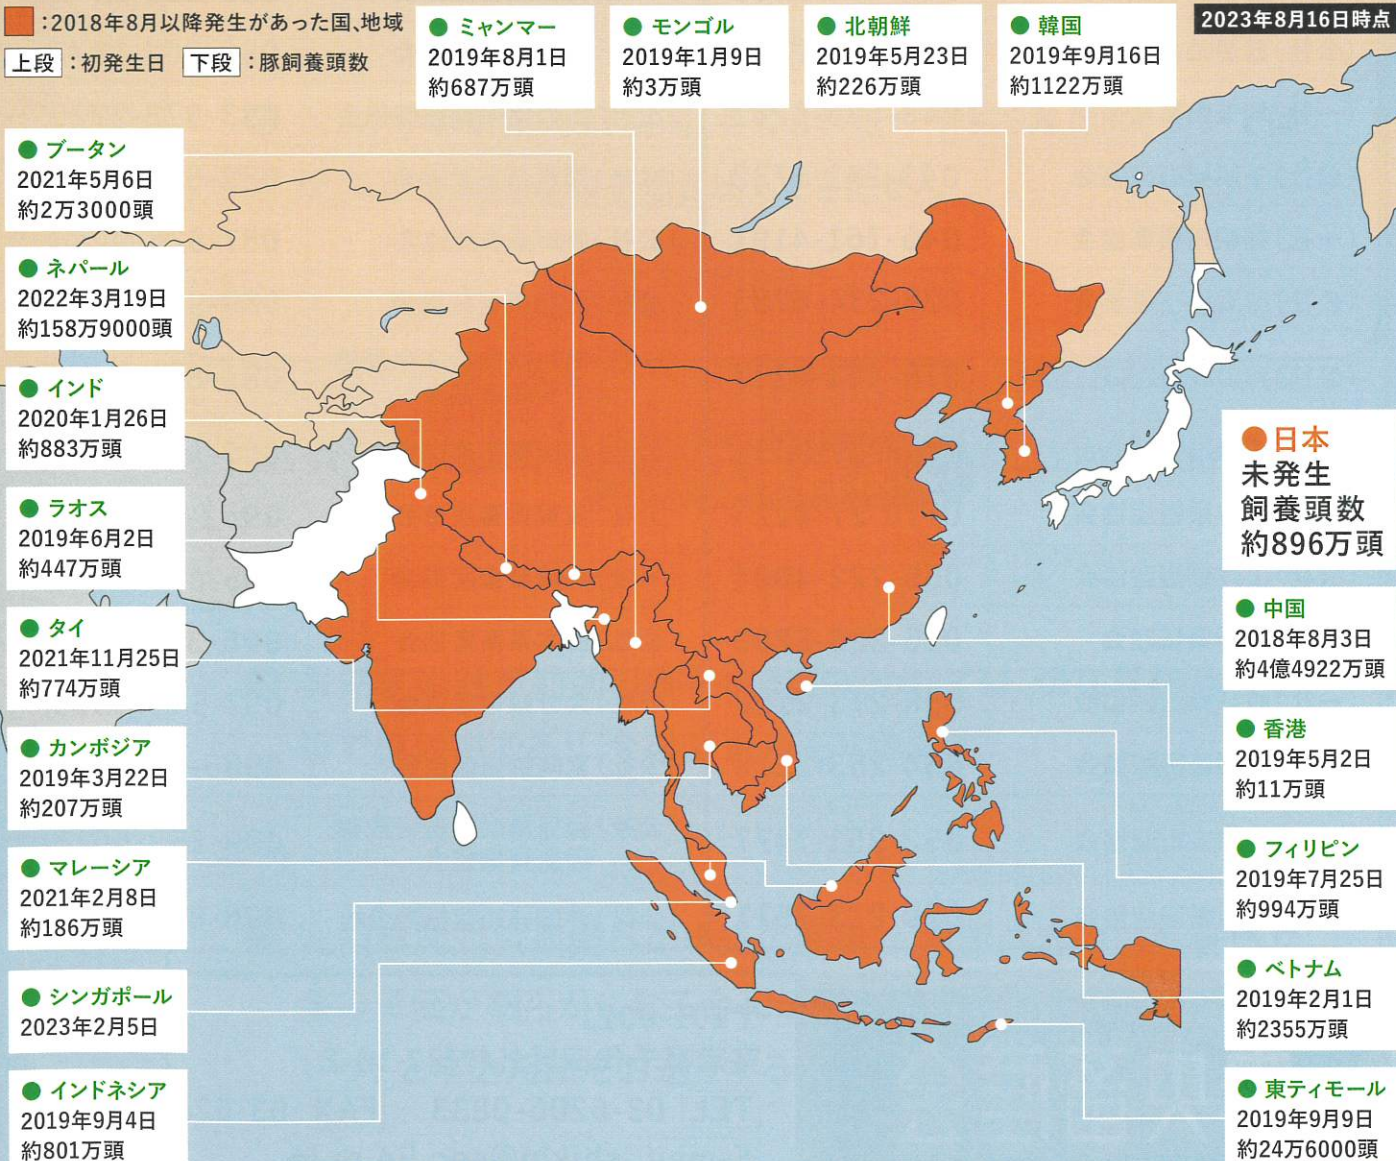 :2018年8月以降発生があった国、地域
上段:初発生日 下段:豚飼養頭数
2023年8月16日時点
● ミャンマー
2019年8月1日
約687万頭
● モンゴル
2019年1月9日
約3万頭
● 北朝鮮
2019年5月23日
約226万頭
● 韓国
2019年9月16日
約1122万頭
● ブータン
2021年5月6日
約2万3000頭
● ネパール
2022年3月19日
約158万9000頭
● インド
2020年1月26日
約883万頭
● ラオス
2019年6月2日
約447万頭
● タイ
2021年11月25日
約774万頭
● カンボジア
2019年3月22日
約207万頭
● マレーシア
2021年2月8日
約186万頭
● シンガポール
2023年2月5日
● インドネシア
2019年9月4日
約801万頭
● 日本
未発生
飼養頭数
約896万頭
● 中国
2018年8月3日
約4億4922万頭
● 香港
2019年5月2日
約11万頭
● フィリピン
2019年7月25日
約994万頭
● ベトナム
2019年2月1日
約2355万頭
● 東ティモール
2019年9月9日
約24万6000頭